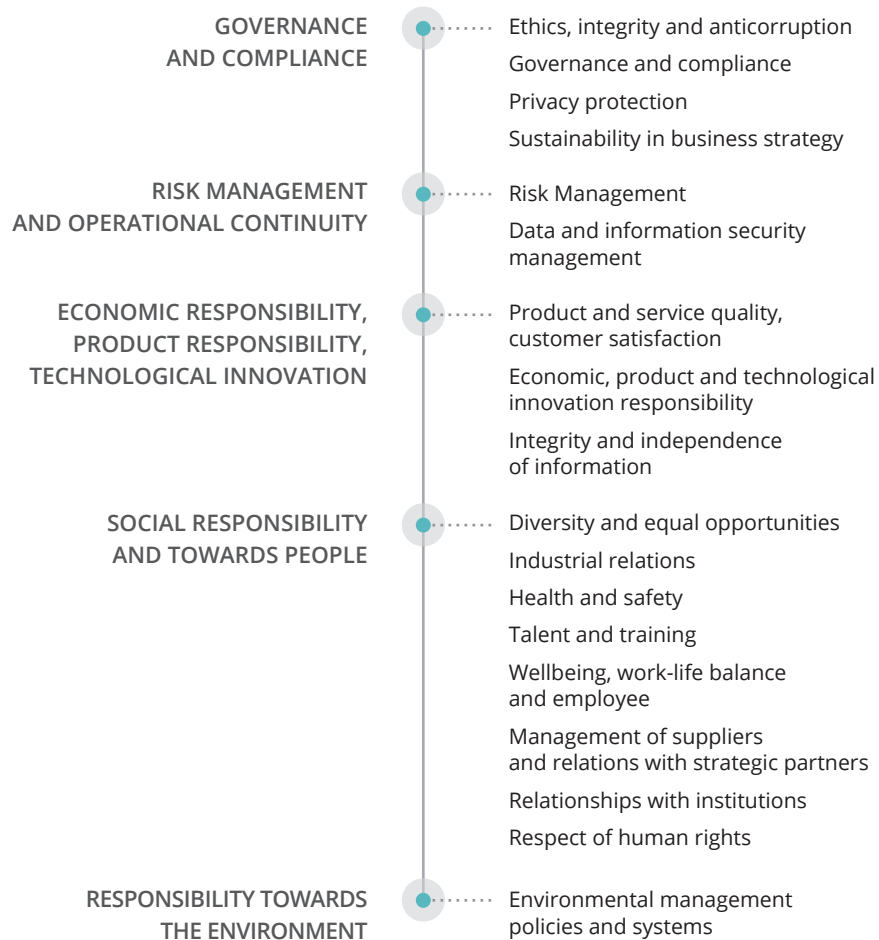 GOVERNANCE
AND COMPLIANCE
Ethics, integrity and anticorruption
Governance and compliance
Privacy protection
Sustainability in business strategy
RISK MANAGEMENT
AND OPERATIONAL CONTINUITY
Risk Management
Data and information security
management
ECONOMIC RESPONSIBILITY,
PRODUCT RESPONSIBILITY,
TECHNOLOGICAL INNOVATION
Product and service quality,
customer satisfaction
Economic, product and technological
innovation responsibility
Integrity and independence
of information
SOCIAL RESPONSIBILITY
AND TOWARDS PEOPLE
Diversity and equal opportunities
Industrial relations
Health and safety
Talent and training
Wellbeing, work-life balance
and employee
Management of suppliers
and relations with strategic partners
Relationships with institutions
Respect of human rights
RESPONSIBILITY TOWARDS
THE ENVIRONMENT
Environmental management
policies and systems